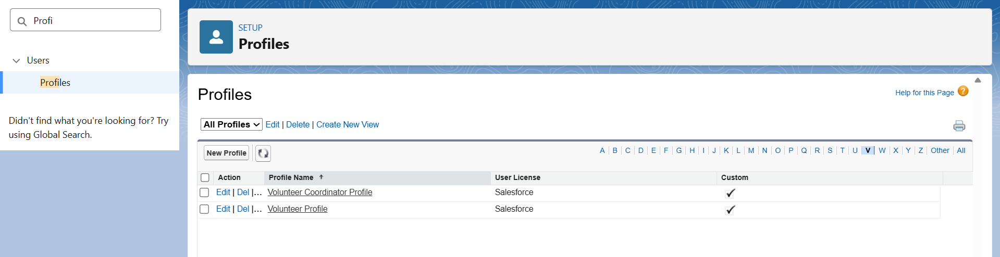 Profi
Users
Profiles
Didn't find what you're looking for? Try
using Global Search.
SETUP
Profiles
Profiles
Help for this Page ?
All Profiles Edit | Delete | Create New View
New Profile
A | B | C | D | E | F | G | H | I | J | K | L | M | N | O | P | Q | R | S | T | U | V | W | X | Y | Z | Other | All
Action Profile Name ↑ User License Custom
Edit | Del |... Volunteer Coordinator Profile Salesforce ✓
Edit | Del |... Volunteer Profile Salesforce ✓